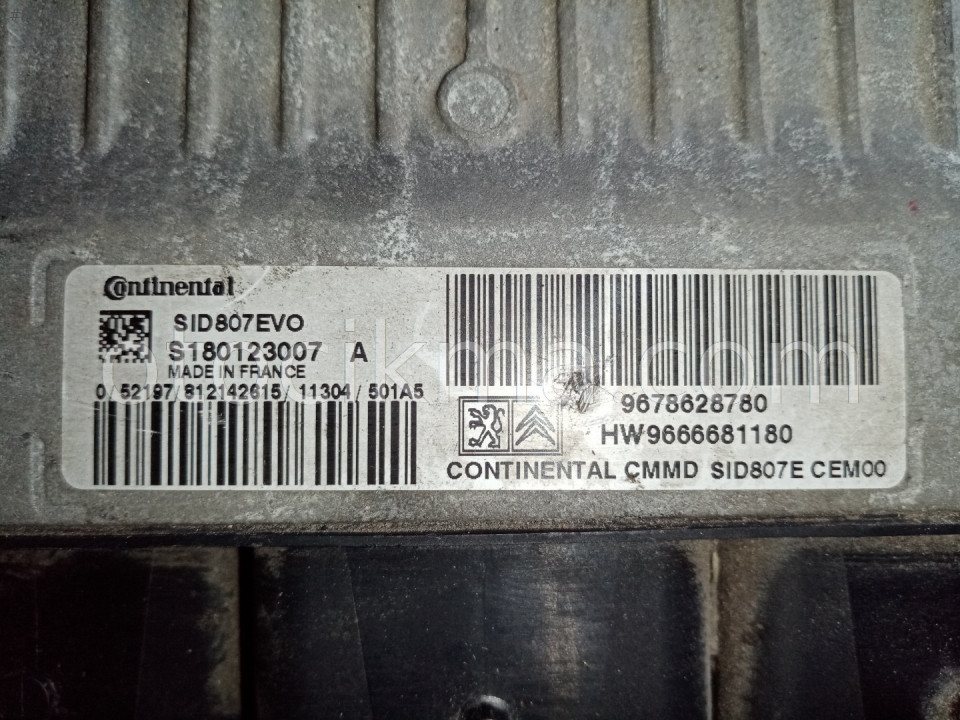 Continental
SID807EVO
S180123007 A
MADE IN FRANCE
0/52197/812142615/11304/501A5
9678628780
HW9666681180
CONTINENTAL CMMD SID807E CEM00